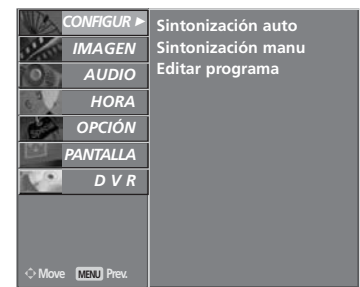 CONFIGUR ►
IMAGEN
AUDIO
HORA
OPCIÓN
PANTALLA
D V R
Sintonización auto
Sintonización manu
Editar programa
Move MENU Prev.